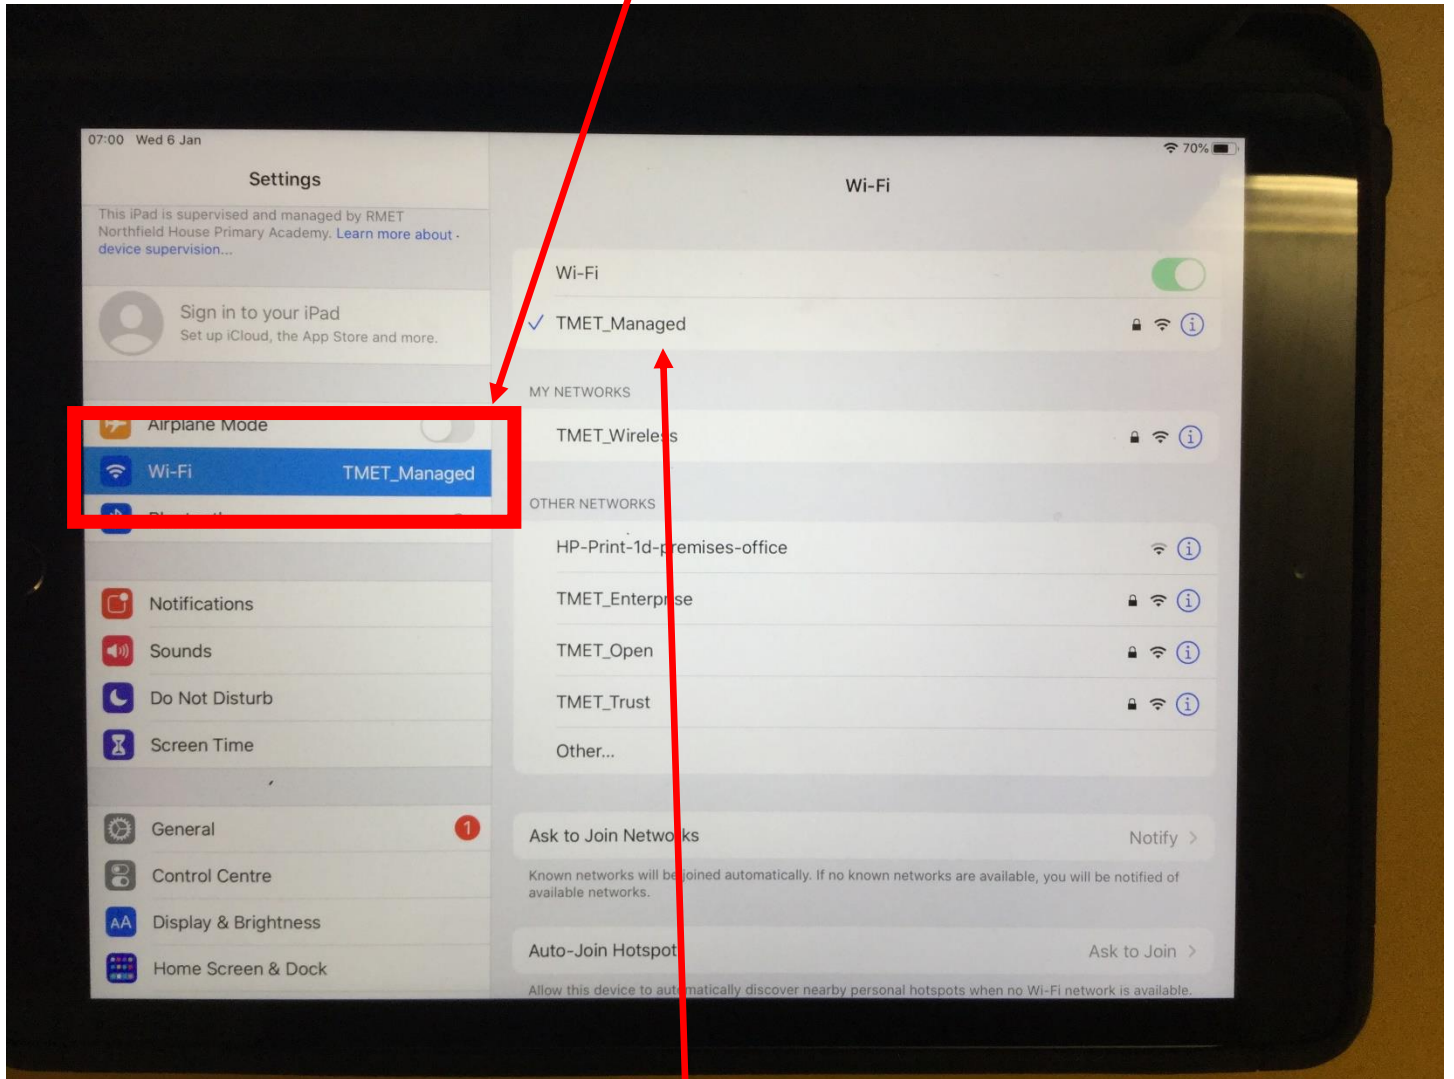 07:00 Wed 6 Jan
70%
Settings
This iPad is supervised and managed by RMET
Northfield House Primary Academy. Learn more about
device supervision...
Sign in to your iPad
Set up iCloud, the App Store and more.
Airplane Mode
Wi-Fi TMET_Managed
Notifications
Sounds
Do Not Disturb
Screen Time
General 1
Control Centre
AA Display & Brightness
Home Screen & Dock
Wi-Fi
Wi-Fi
TMET_Managed
MY NETWORKS
TMET_Wireless
OTHER NETWORKS
HP-Print-1d-premises-office
TMET_Enterprise
TMET_Open
TMET_Trust
Other...
Ask to Join Networks Notify
Known networks will be joined automatically. If no known networks are available, you will be notified of
available networks.
Auto-Join Hotspot Ask to Join
Allow this device to automatically discover nearby personal hotspots when no Wi-Fi network is available.